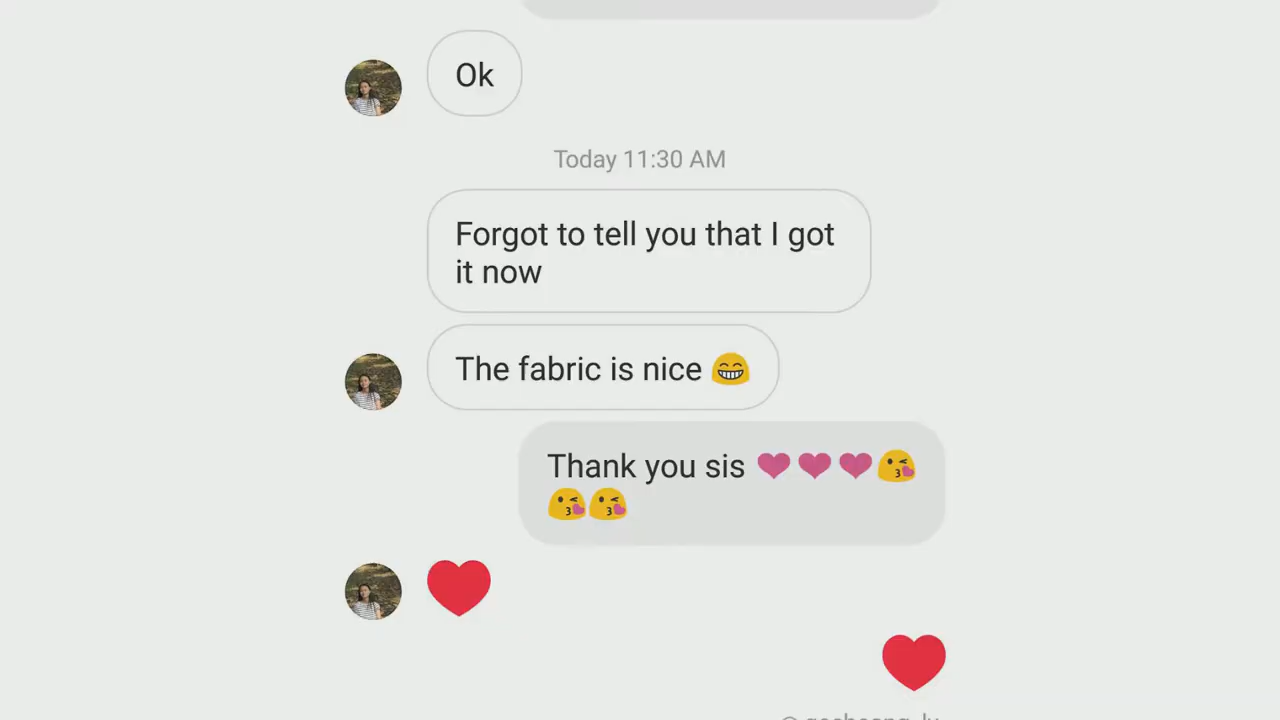 Ok
Today 11:30 AM
Forgot to tell you that I got
it now
The fabric is nice 😁
Thank you sis 💗💗💗😘
😘😘
❤
❤